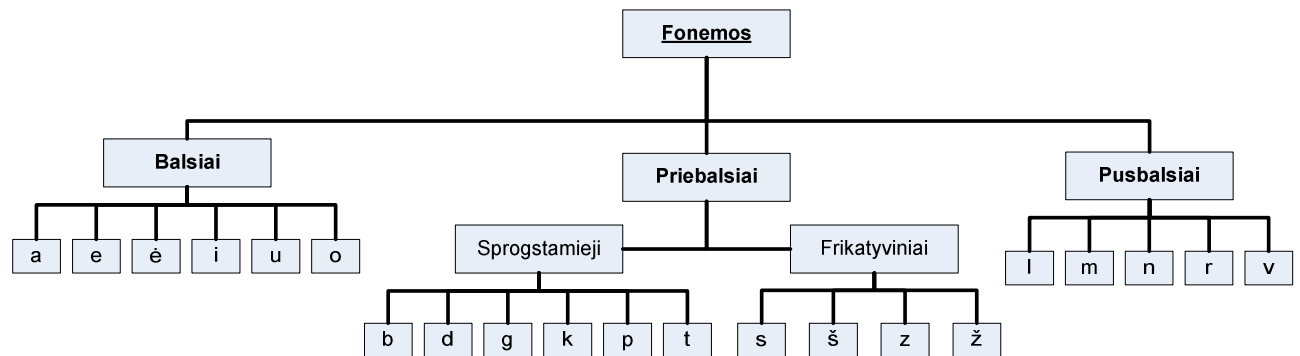 Fonemos
Balsiai
Priebalsiai
Pusbalsiai
a e ė i u o
Sprogstamieji
Frikatyviniai
l m n r v
b d g k p t
s š z ž